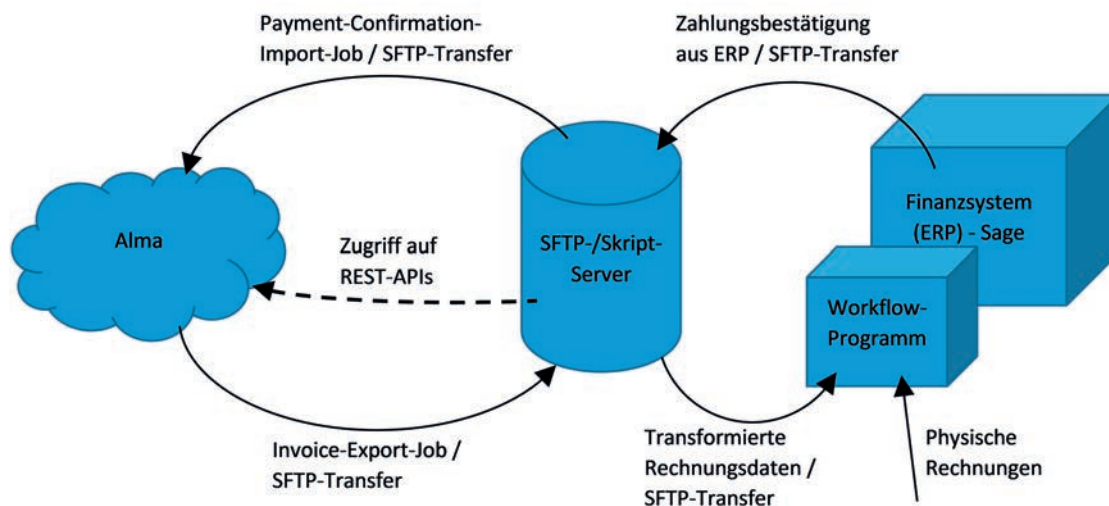 Payment-Confirmation-
Import-Job / SFTP-Transfer
Zahlungsbestätigung
aus ERP / SFTP-Transfer
Alma
Zugriff auf
REST-APIs
SFTP-/Skript-
Server
Finanzsystem
(ERP) - Sage
Workflow-
Programm
Invoice-Export-Job /
SFTP-Transfer
Transformierte
Rechnungsdaten /
SFTP-Transfer
Physische
Rechnungen